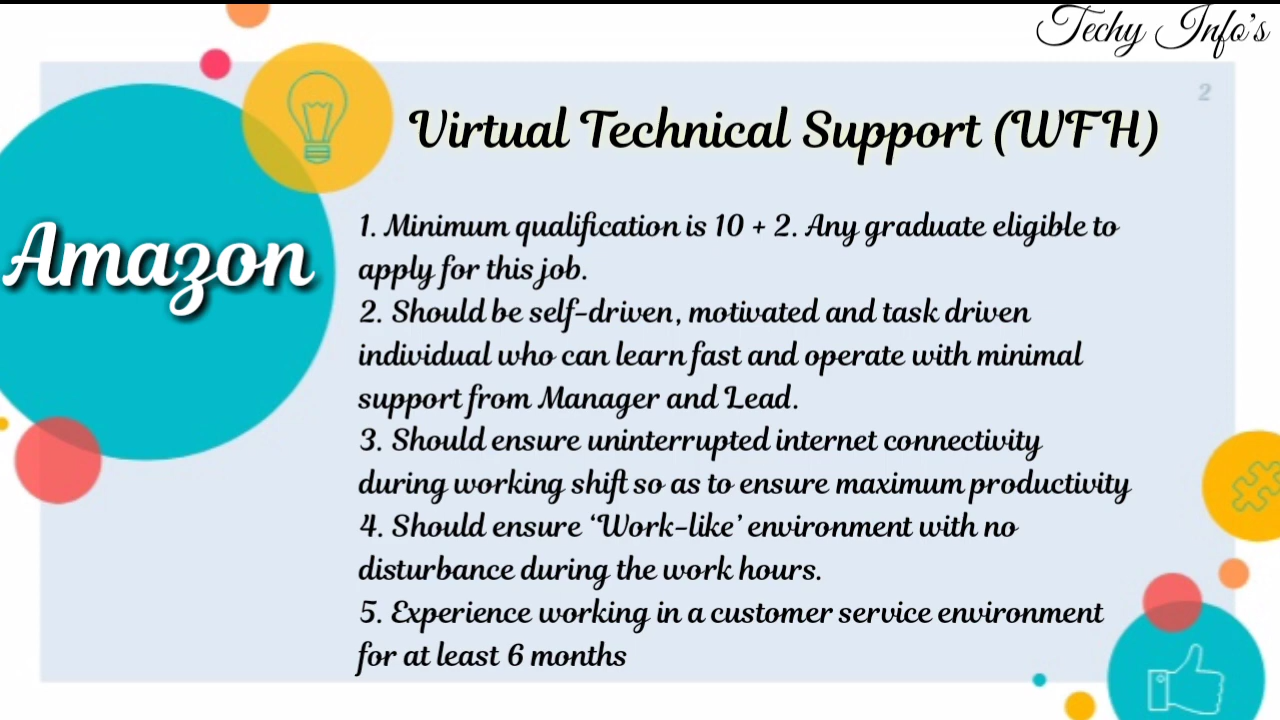 Techy Info's
2
Virtual Technical Support (WFH)
Amazon
1. Minimum qualification is 10 + 2. Any graduate eligible to
apply for this job.
2. Should be self-driven, motivated and task driven
individual who can learn fast and operate with minimal
support from Manager and Lead.
3. Should ensure uninterrupted internet connectivity
during working shift so as to ensure maximum productivity
4. Should ensure ‘Work-like’ environment with no
disturbance during the work hours.
5. Experience working in a customer service environment
for at least 6 months